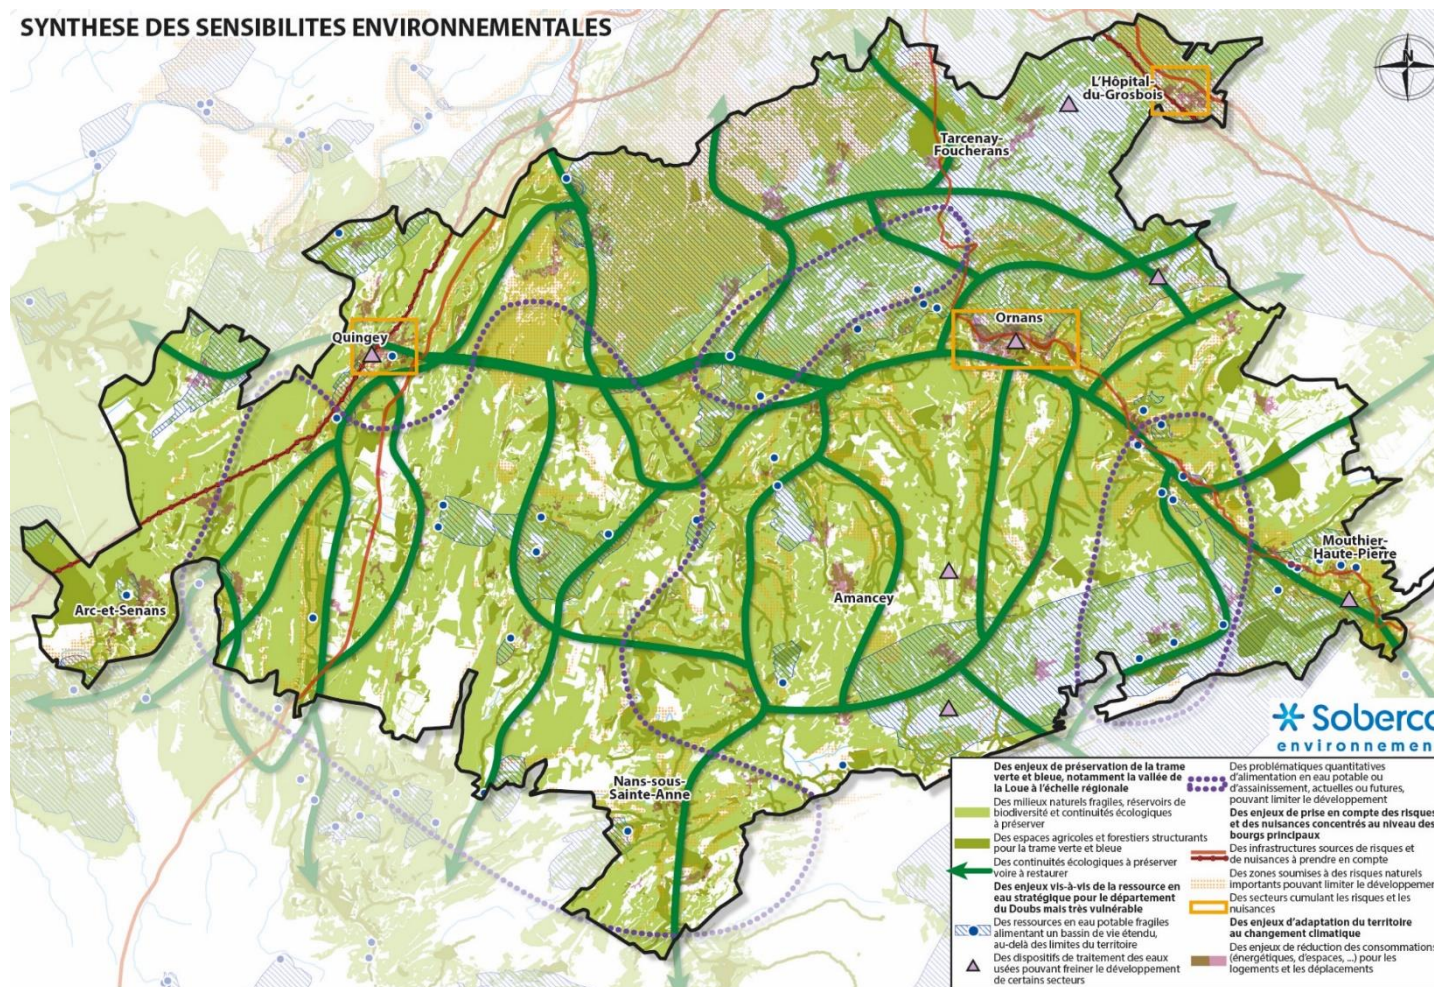 SYNTHESE DES SENSIBILITES ENVIRONNEMENTALES
L'Hôpital-
du-Grosbois
Tarcenay-
Foucherans
Quingey
Ornans
Mouthier-
Haute-Pierre
Arc-et-Senans
Amancey
Nans-sous-
Sainte-Anne
Soberco
environnemen
Des enjeux de préservation de la trame
verte et bleue, notamment la vallée de
la Loue à l'échelle régionale
Des milieux naturels fragiles, réservoirs de
biodiversité et continuités écologiques
à préserver
Des espaces agricoles et forestiers structurants
pour la trame verte et bleue
Des continuités écologiques à préserver
voire à restaurer
Des enjeux vis-à-vis de la ressource en
eau stratégique pour le département
du Doubs mais très vulnérable
Des ressources en eau potable fragiles
alimentant un bassin de vie étendu,
au-delà des limites du territoire
Des dispositifs de traitement des eaux
usées pouvant freiner le développement
de certains secteurs
Des problématiques quantitatives
d'alimentation en eau potable ou
d'assainissement, actuelles ou futures,
pouvant limiter le développement
Des enjeux de prise en compte des risques
et des nuisances concentrés au niveau des
bourgs principaux
Des infrastructures sources de risques et
de nuisances à prendre en compte
Des zones soumises à des risques naturels
importants pouvant limiter le développemen
Des secteurs cumulant les risques et les
nuisances
Des enjeux d'adaptation du territoire
au changement climatique
Des enjeux de réduction des consommations
(énergétiques, d'espaces, ...) pour les
logements et les déplacements